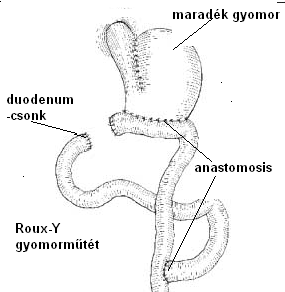 maradék gyomor
duodenum
-csonk
anastomosis
Roux-Y
gyomorműtét